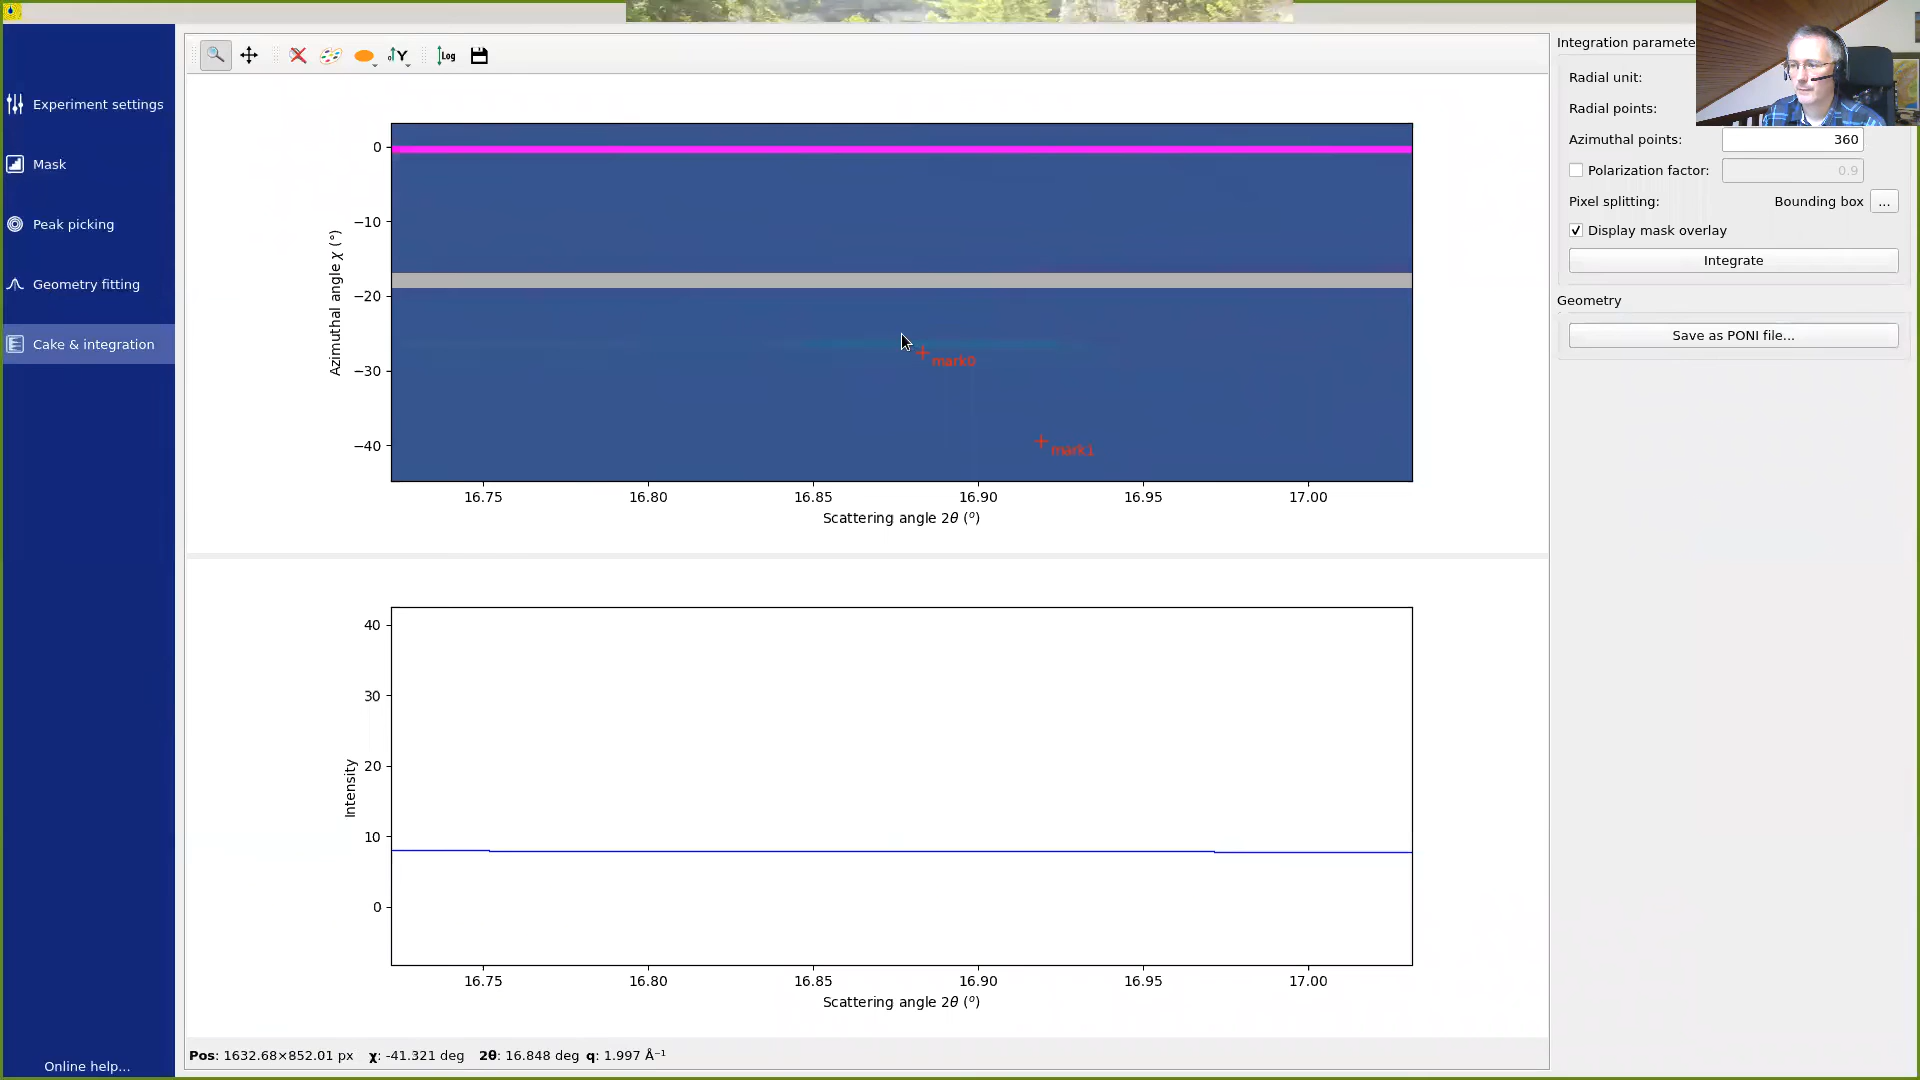 Experiment settings
Mask
Peak picking
Geometry fitting
Cake & integration
Online help...
Y
Log
0
−10
−20
−30
−40
Azimuthal angle χ (°)
mark0
mark1
16.75 16.80 16.85 16.90 16.95 17.00
Scattering angle 2θ (o)
40
30
20
10
0
Intensity
16.75 16.80 16.85 16.90 16.95 17.00
Scattering angle 2θ (o)
Pos: 1632.68×852.01 px χ: -41.321 deg 2θ: 16.848 deg q: 1.997 Å⁻¹
Integration
Radial unit:
Radial points:
Azimuthal points: 360
Polarization factor: 0.9
Pixel splitting: Bounding box ...
Display mask overlay
Integrate
Geometry
Save as PONI file...